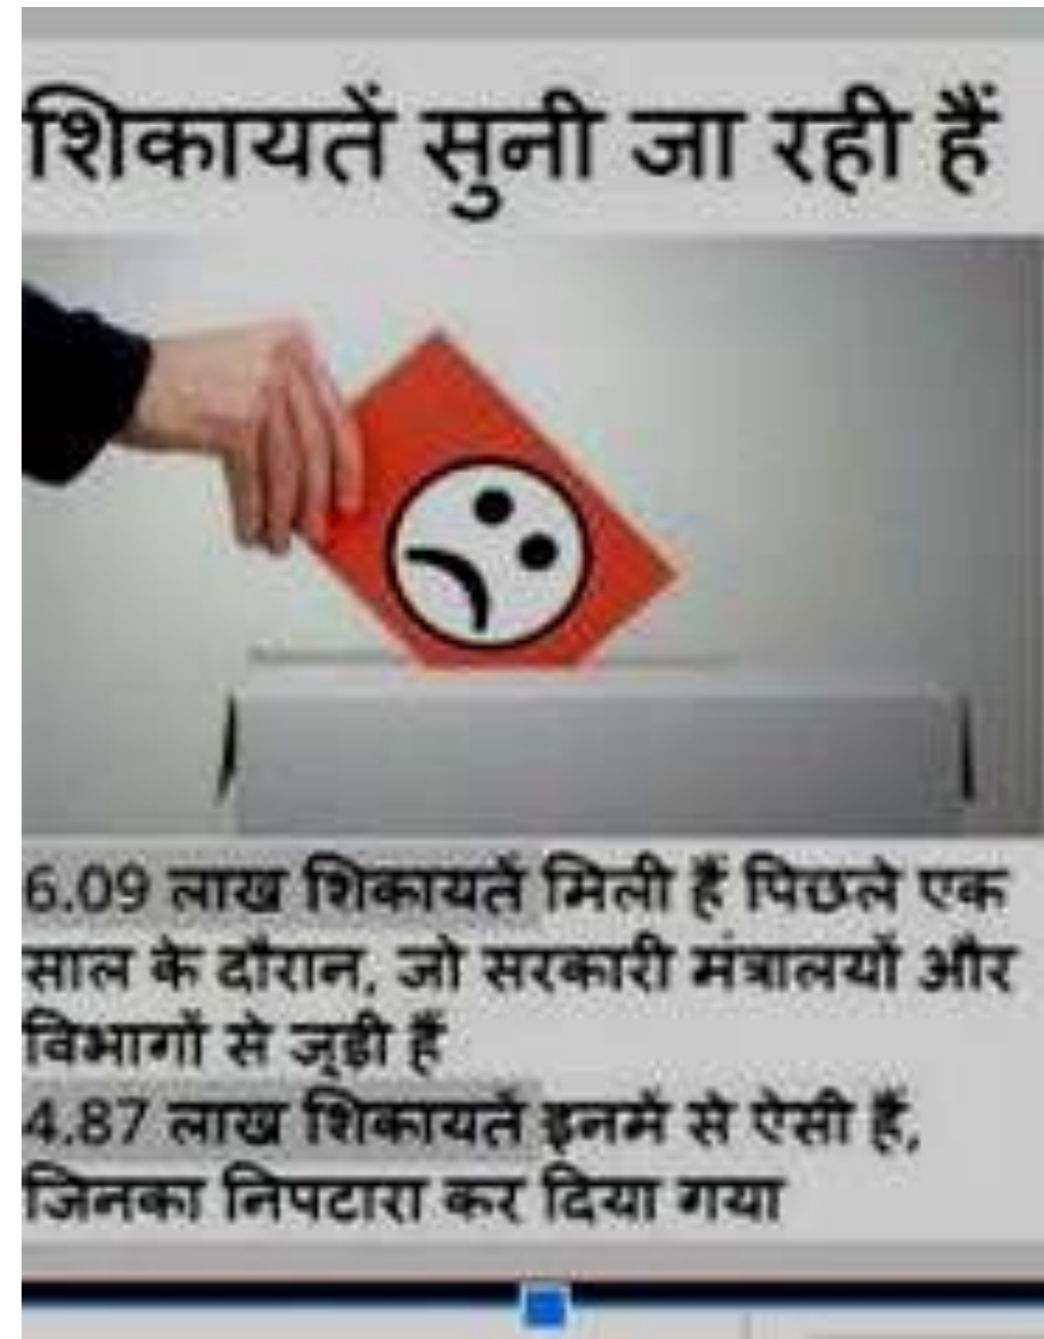 शिकायतें सुनी जा रही हैं
6.09 लाख शिकायतें मिली हैं पिछले एक
साल के दौरान, जो सरकारी मंत्रालयों और
विभागों से जुड़ी हैं
4.87 लाख शिकायतें इनमें से ऐसी हैं,
जिनका निपटारा कर दिया गया